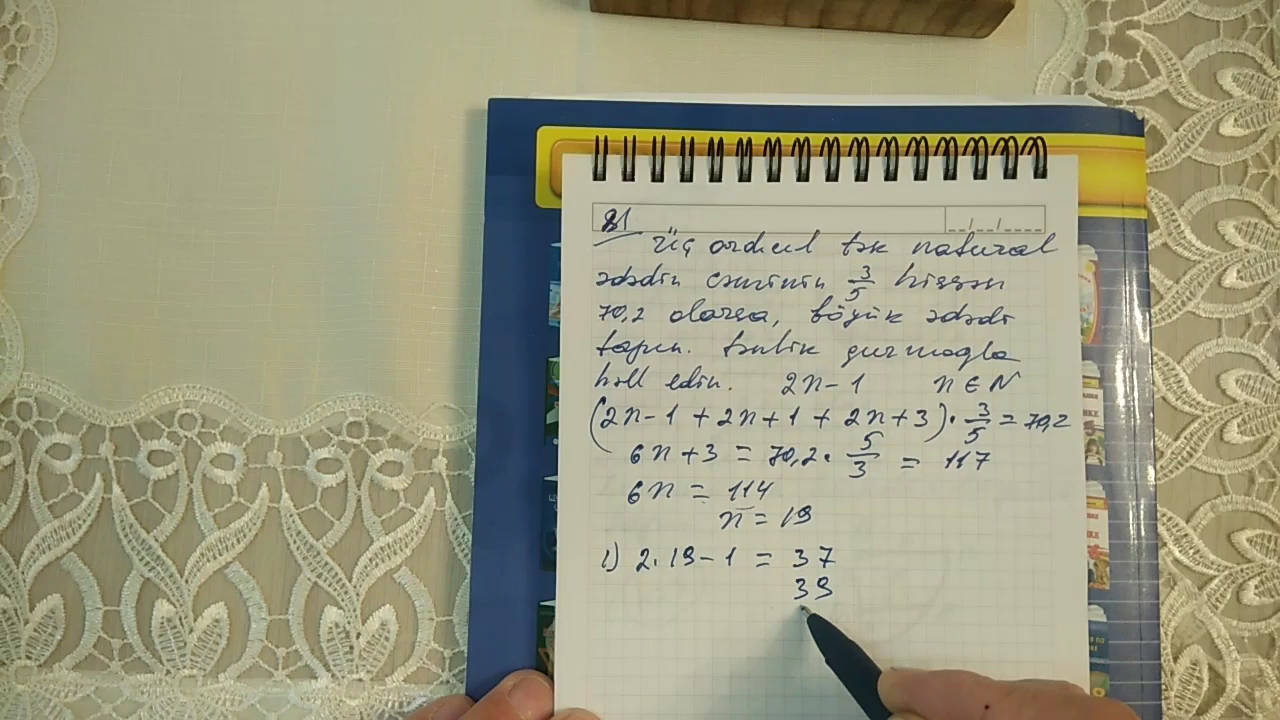 81
üç ardıcıl tək natural
ədədin cəminin 3/5 hissəsi
70,2 olarsa, böyük ədədi
tapın. tənlik qurmaqla
həll edin. 2n-1 n ∈ N
(2n-1 + 2n+1 + 2n+3) · 3/5 = 70,2
6n+3 = 70,2 · 5/3 = 117
6n = 114
n = 19
1) 2·19-1 = 37
39